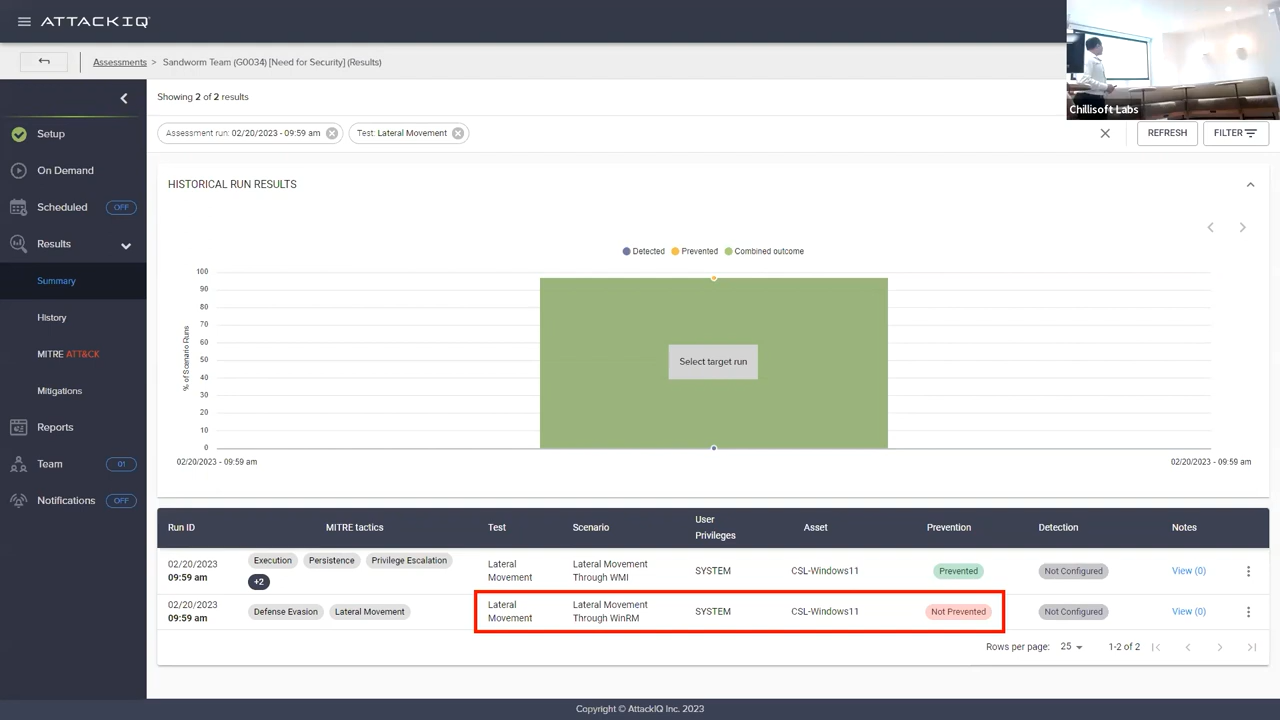 ATTACKIQ
Chillisoft Labs
Assessments > Sandworm Team (G0034) [Need for Security] (Results)
Showing 2 of 2 results
Assessment run: 02/20/2023 - 09:59 am
Test: Lateral Movement
REFRESH
FILTER
Setup
On Demand
Scheduled OFF
Results
Summary
History
MITRE ATT&CK
Mitigations
Reports
Team 01
Notifications OFF
HISTORICAL RUN RESULTS
Detected Prevented Combined outcome
% of Scenario Runs
100
90
80
70
60
50
40
30
20
10
0
Select target run
02/20/2023 - 09:59 am 02/20/2023 - 09:59 am
Run ID MITRE tactics Test Scenario User Privileges Asset Prevention Detection Notes
02/20/2023 Execution Persistence Privilege Escalation Lateral Lateral Movement SYSTEM CSL-Windows11 Prevented Not Configured View (0)
09:59 am +2 Movement Through WMI
02/20/2023 Defense Evasion Lateral Movement Lateral Lateral Movement SYSTEM CSL-Windows11 Not Prevented Not Configured View (0)
09:59 am Movement Through WinRM
Rows per page: 25 1-2 of 2
Copyright © AttackIQ Inc. 2023